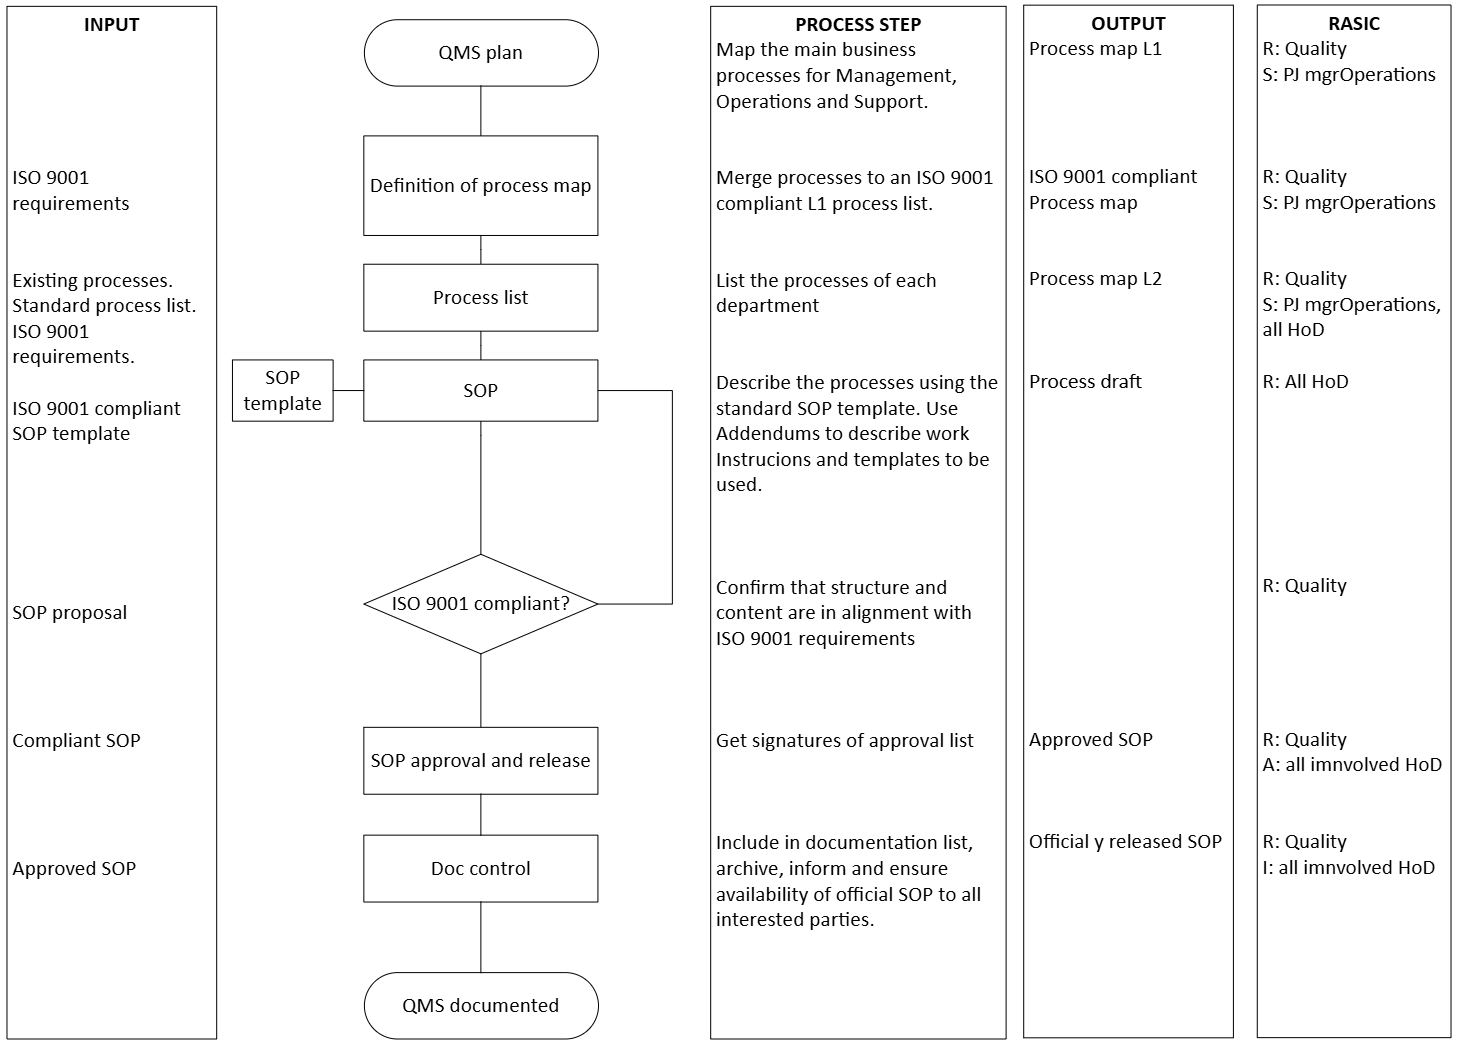 INPUT
ISO 9001
requirements
Existing processes.
Standard process list.
ISO 9001
requirements.
ISO 9001 compliant
SOP template
SOP proposal
Compliant SOP
Approved SOP
QMS plan
Definition of process map
Process list
SOP
template
SOP
ISO 9001 compliant?
SOP approval and release
Doc control
QMS documented
PROCESS STEP
Map the main business
processes for Management,
Operations and Support.
Merge processes to an ISO 9001
compliant L1 process list.
List the processes of each
department
Describe the processes using the
standard SOP template. Use
Addendums to describe work
Instrucions and templates to be
used.
Confirm that structure and
content are in alignment with
ISO 9001 requirements
Get signatures of approval list
Include in documentation list,
archive, inform and ensure
availability of official SOP to all
interested parties.
OUTPUT
Process map L1
ISO 9001 compliant
Process map
Process map L2
Process draft
Approved SOP
Official y released SOP
RASIC
R: Quality
S: PJ mgrOperations
R: Quality
S: PJ mgrOperations
R: Quality
S: PJ mgrOperations,
all HoD
R: All HoD
R: Quality
R: Quality
A: all imnvolved HoD
R: Quality
I: all imnvolved HoD